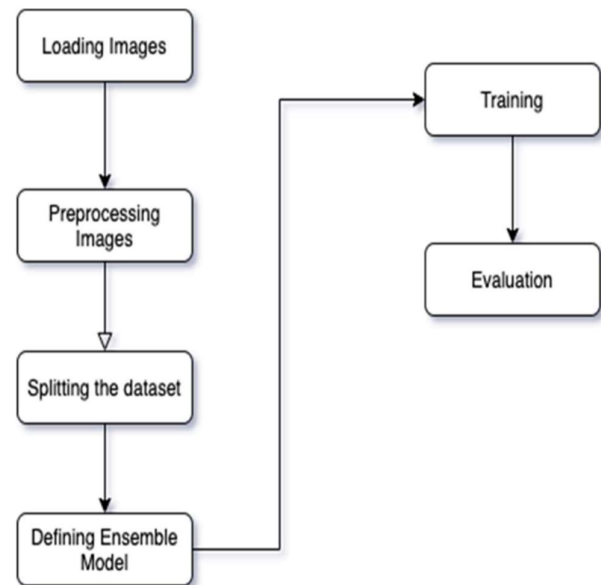 Loading Images
Preprocessing
Images
Splitting the dataset
Defining Ensemble
Model
Training
Evaluation